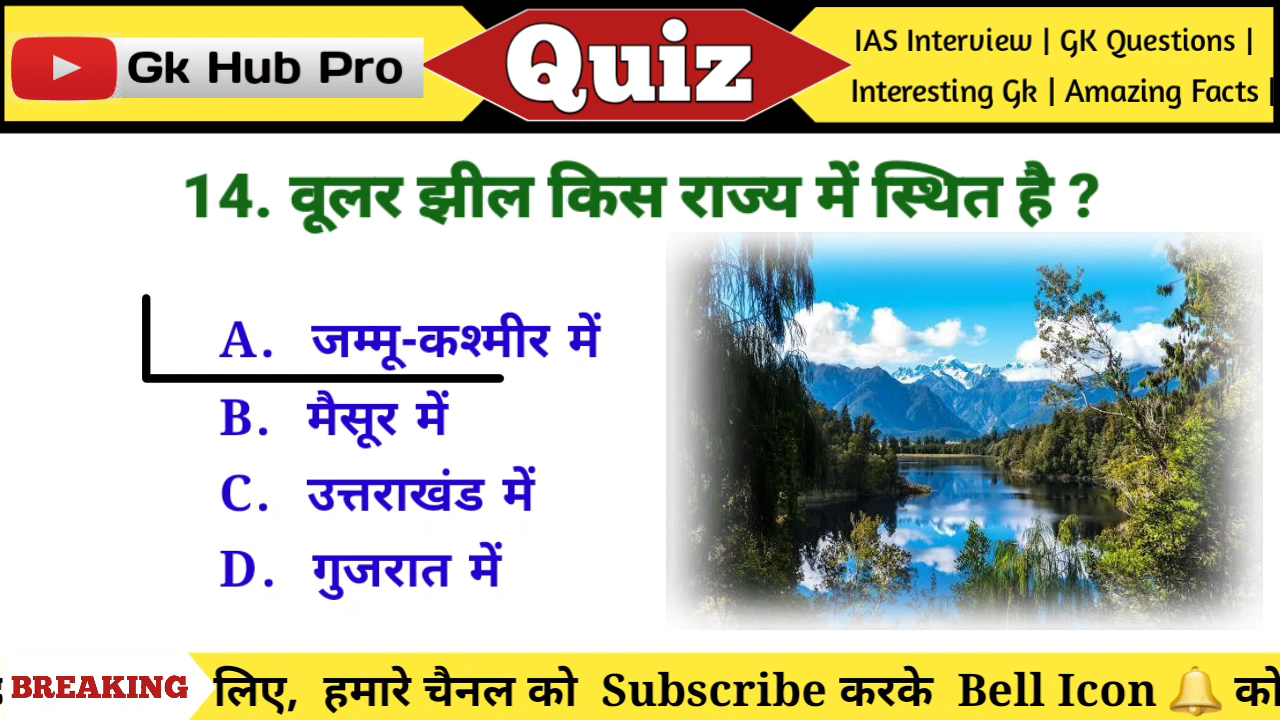 Gk Hub Pro
Quiz
IAS Interview | GK Questions |
Interesting Gk | Amazing Facts |
14. वूलर झील किस राज्य में स्थित है ?
A. जम्मू-कश्मीर में
B. मैसूर में
C. उत्तराखंड में
D. गुजरात में
BREAKING
लिए, हमारे चैनल को Subscribe करके Bell Icon 🔔 को